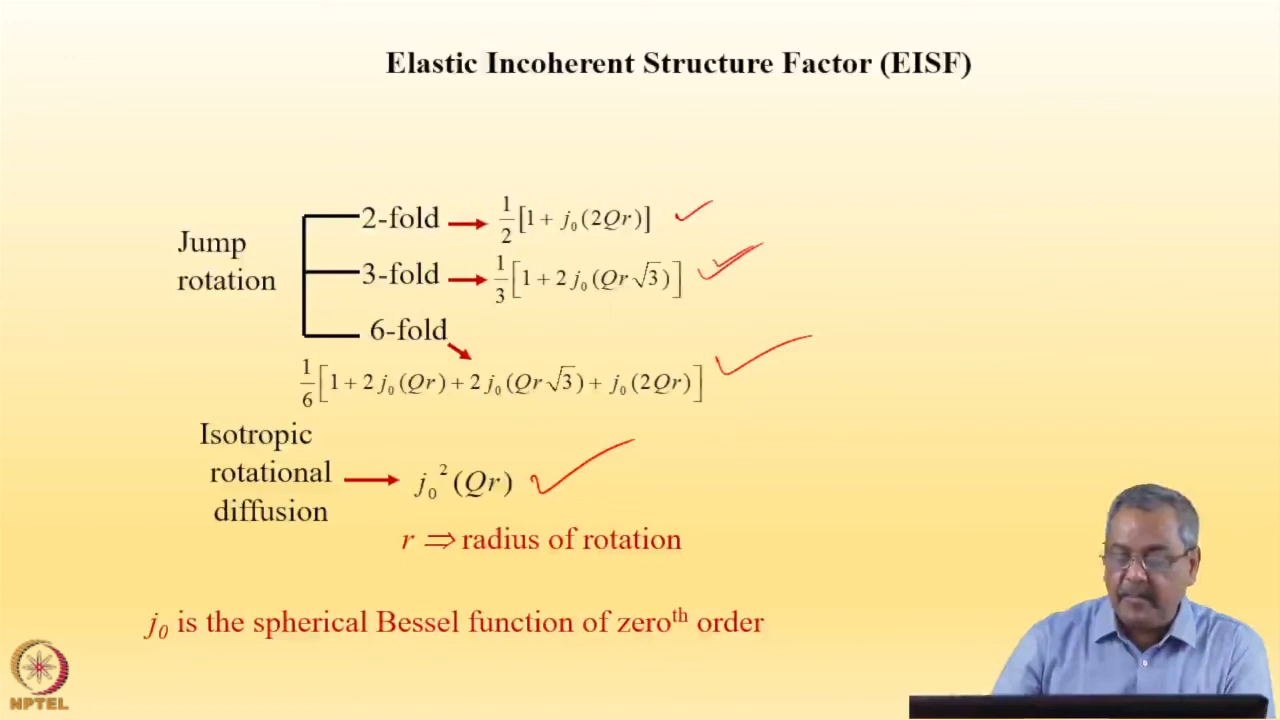 Elastic Incoherent Structure Factor (EISF)
Jump
rotation
2-fold → 1/2 [1 + j₀(2Qr)]
3-fold → 1/3 [1 + 2 j₀(Qr√3)]
6-fold
1/6 [1 + 2 j₀(Qr) + 2 j₀(Qr√3) + j₀(2Qr)]
Isotropic
rotational
diffusion → j₀²(Qr)
r ⇒ radius of rotation
j₀ is the spherical Bessel function of zeroᵗʰ order
NPTEL